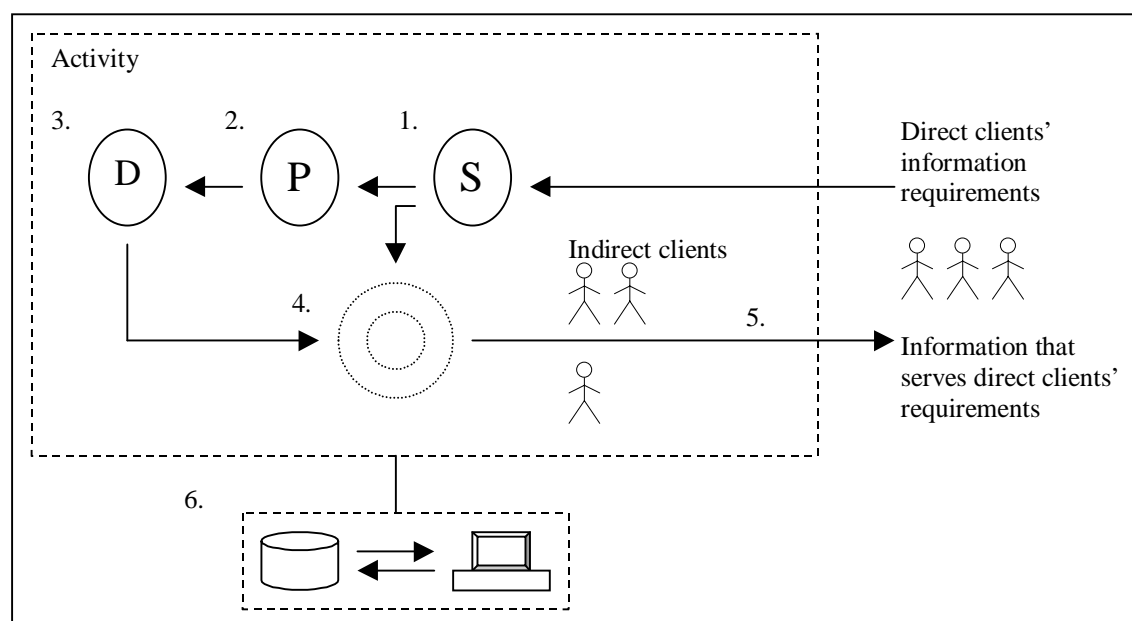 Activity
3.
2.
1.
D
P
S
Direct clients’
information
requirements
Indirect clients
4.
5.
Information that
serves direct clients’
requirements
6.